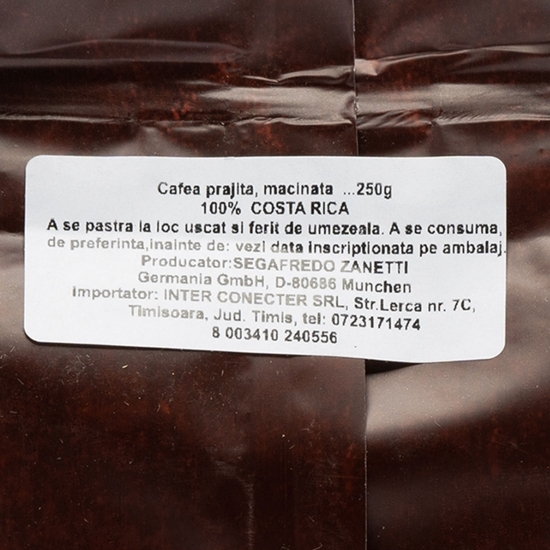 Cafea prajita, macinata ...250g
100% COSTA RICA
A se pastra la loc uscat si ferit de umezeala. A se consuma,
de preferinta,inainte de: vezi data inscriptionata pe ambalaj.
Producator:SEGAFREDO ZANETTI
Germania GmbH, D-80686 Munchen
Importator: INTER CONECTER SRL, Str.Lerca nr. 7C,
Timisoara, Jud. Timis, tel: 0723171474
8 003410 240556